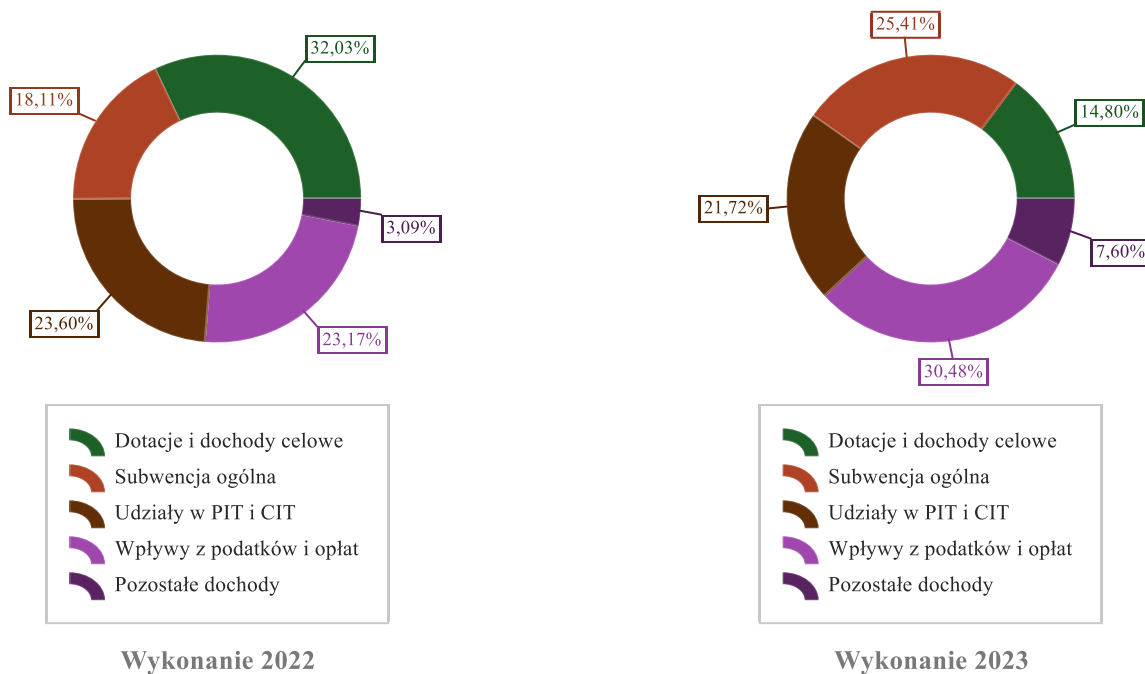 32,03%
18,11%
3,09%
23,60%
23,17%
Dotacje i dochody celowe
Subwencja ogólna
Udziały w PIT i CIT
Wpływy z podatków i opłat
Pozostałe dochody
Wykonanie 2022
25,41%
14,80%
21,72%
7,60%
30,48%
Dotacje i dochody celowe
Subwencja ogólna
Udziały w PIT i CIT
Wpływy z podatków i opłat
Pozostałe dochody
Wykonanie 2023